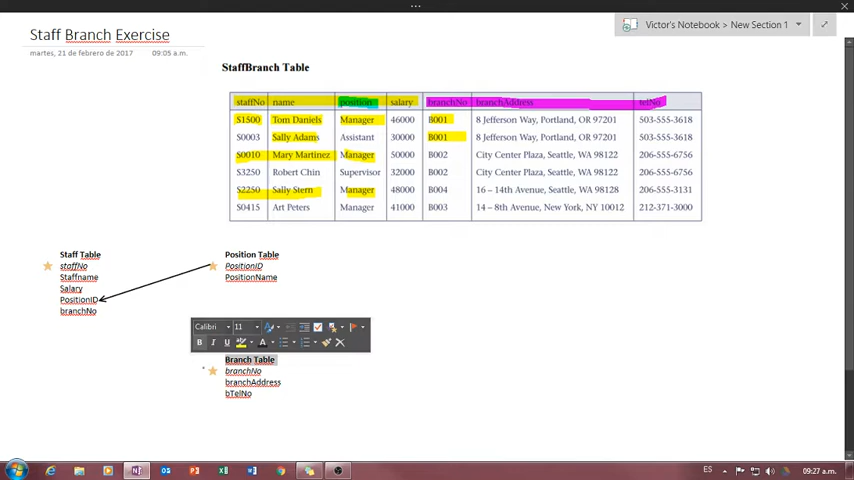 Victor's Notebook > New Section 1
Staff Branch Exercise
martes, 21 de febrero de 2017 09:05 a.m.
StaffBranch Table
staffNo name position salary branchNo branchAddress telNo
S1500 Tom Daniels Manager 46000 B001 8 Jefferson Way, Portland, OR 97201 503-555-3618
S0003 Sally Adams Assistant 30000 B001 8 Jefferson Way, Portland, OR 97201 503-555-3618
S0010 Mary Martinez Manager 50000 B002 City Center Plaza, Seattle, WA 98122 206-555-6756
S3250 Robert Chin Supervisor 32000 B002 City Center Plaza, Seattle, WA 98122 206-555-6756
S2250 Sally Stern Manager 48000 B004 16 – 14th Avenue, Seattle, WA 98128 206-555-3131
S0415 Art Peters Manager 41000 B003 14 – 8th Avenue, New York, NY 10012 212-371-3000
Staff Table
staffNo
Staffname
Salary
PositionID
branchNo
Position Table
PositionID
PositionName
Calibri 11
B I U A
Branch Table
branchNo
branchAddress
bTelNo
ES 09:27 a.m.